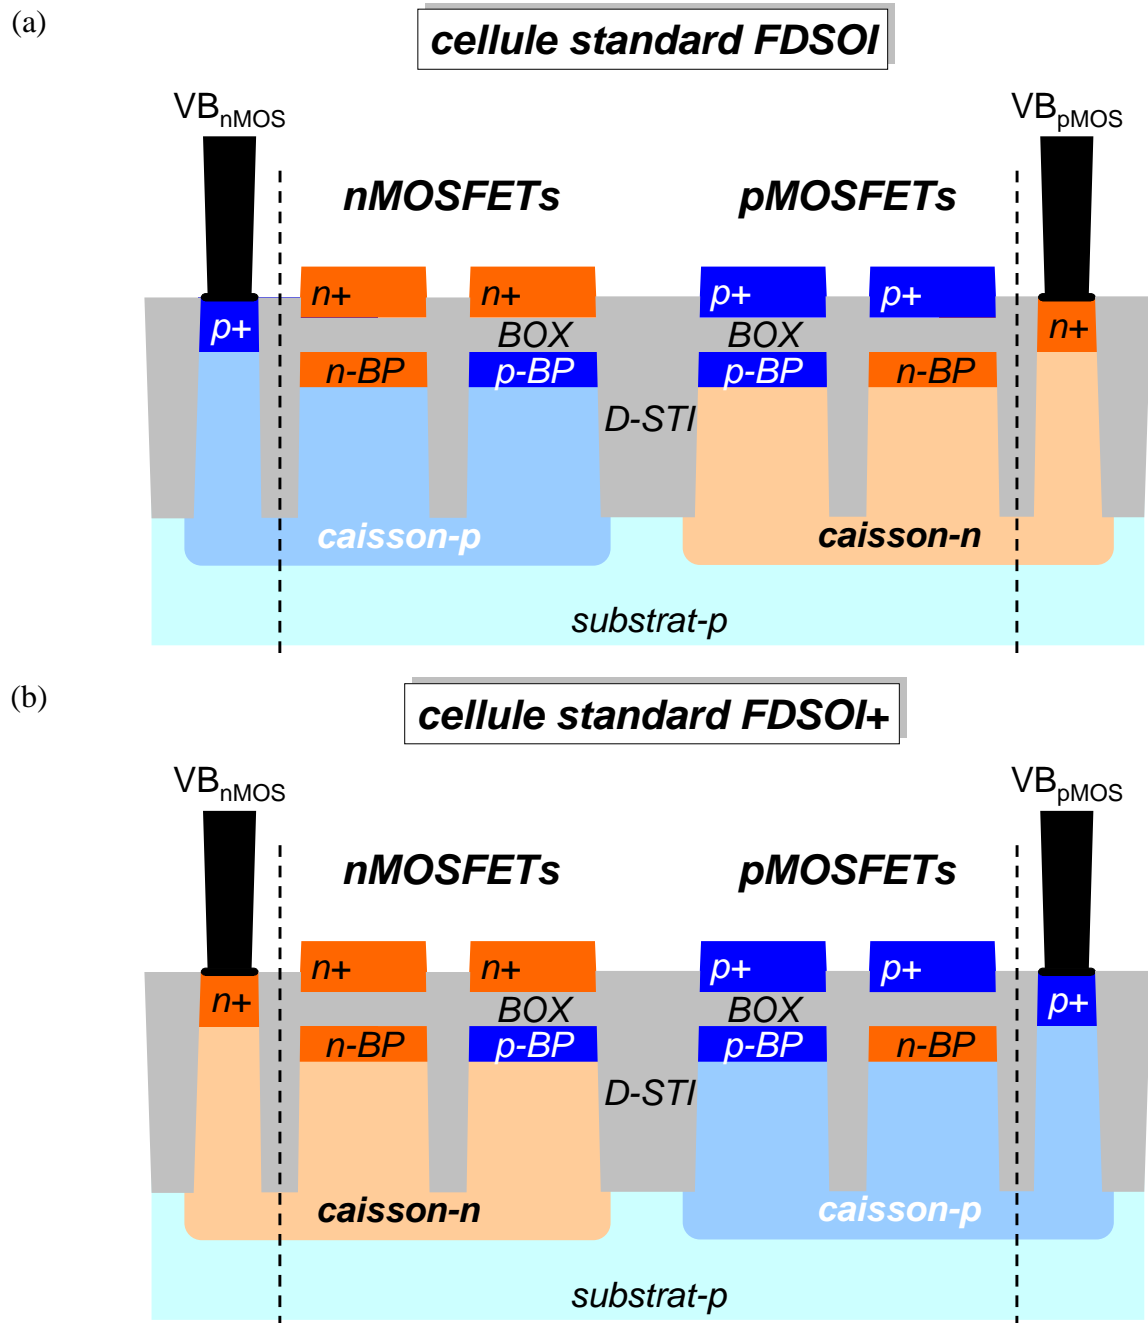 (a)
cellule standard FDSOI
VBnMOS VBpMOS
nMOSFETs pMOSFETs
n+ n+ p+ p+
p+ BOX BOX n+
n-BP p-BP p-BP n-BP
D-STI
caisson-p caisson-n
substrat-p
(b)
cellule standard FDSOI+
VBnMOS VBpMOS
nMOSFETs pMOSFETs
n+ n+ p+ p+
n+ BOX BOX p+
n-BP p-BP p-BP n-BP
D-STI
caisson-n caisson-p
substrat-p